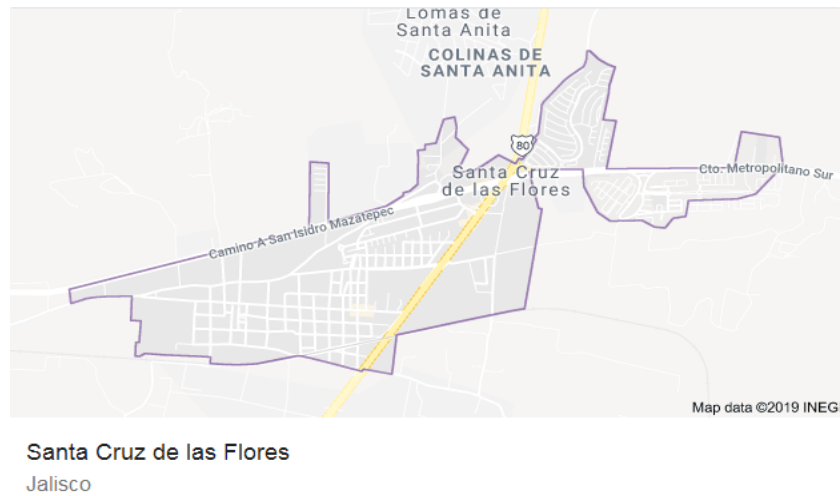 Lomas de
Santa Anita
COLINAS DE
SANTA ANITA
80
Santa Cruz
de las Flores
Cto. Metropolitano Sur
Camino A San Isidro Mazatepec
Map data ©2019 INEGI
Santa Cruz de las Flores
Jalisco